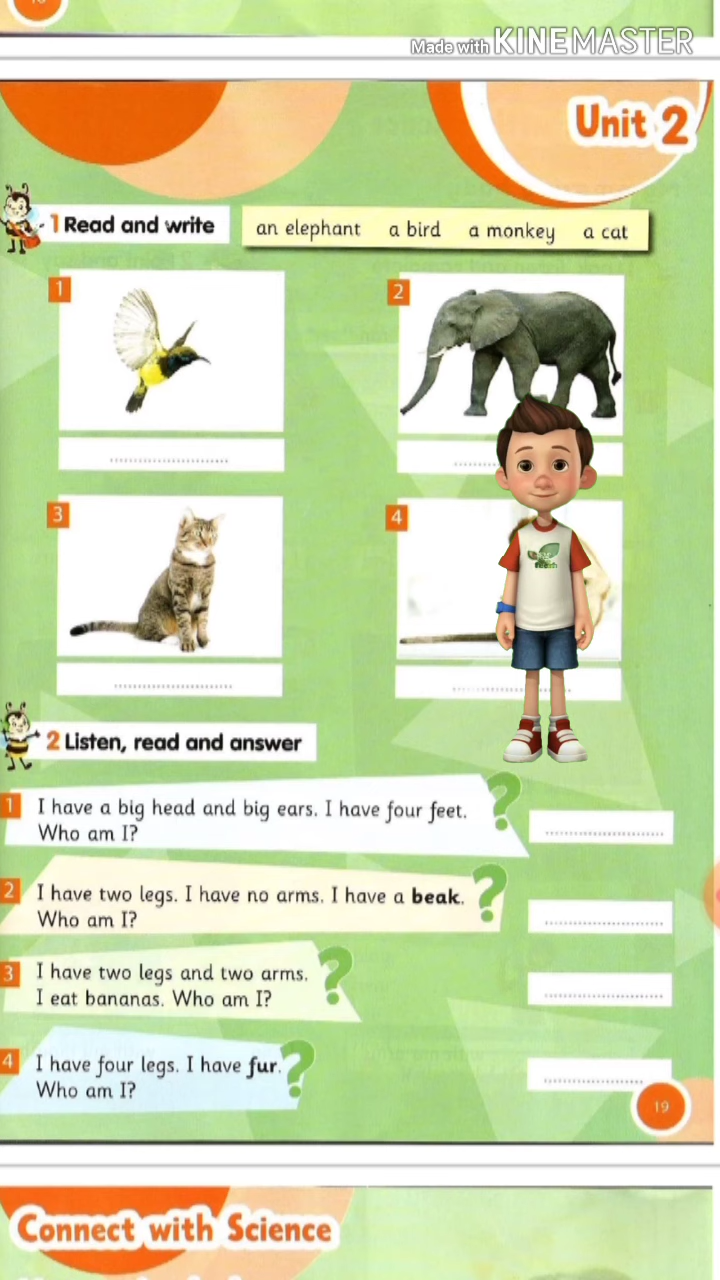 Made with KINEMASTER
Unit 2
1 Read and write
an elephant a bird a monkey a cat
1
2
3
4
2 Listen, read and answer
1 I have a big head and big ears. I have four feet.
Who am I?
2 I have two legs. I have no arms. I have a beak.
Who am I?
3 I have two legs and two arms.
I eat bananas. Who am I?
4 I have four legs. I have fur.
Who am I?
19
Connect with Science